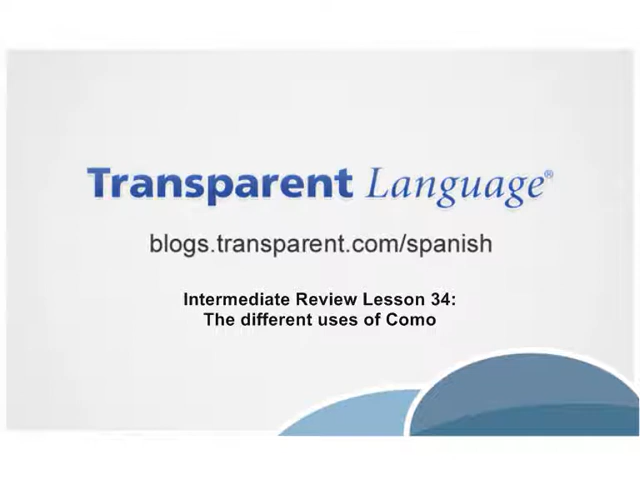 Transparent Language®
blogs.transparent.com/spanish
Intermediate Review Lesson 34:
The different uses of Como